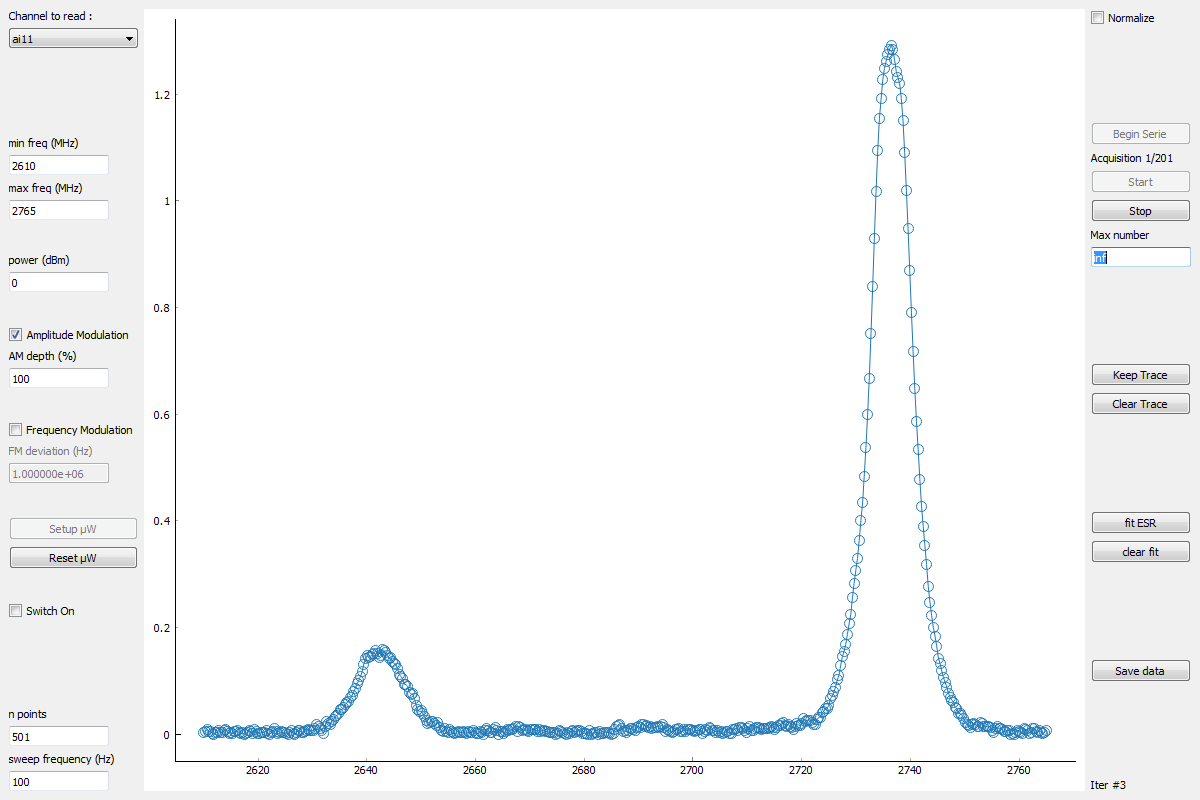 Channel to read :
ai11
min freq (MHz)
2610
max freq (MHz)
2765
power (dBm)
0
Amplitude Modulation
AM depth (%)
100
Frequency Modulation
FM deviation (Hz)
1.000000e+06
Setup µW
Reset µW
Switch On
n points
501
sweep frequency (Hz)
100
1.2
1
0.8
0.6
0.4
0.2
0
2620
2640
2660
2680
2700
2720
2740
2760
Normalize
Begin Serie
Acquisition 1/201
Start
Stop
Max number
inf
Keep Trace
Clear Trace
fit ESR
clear fit
Save data
Iter #3